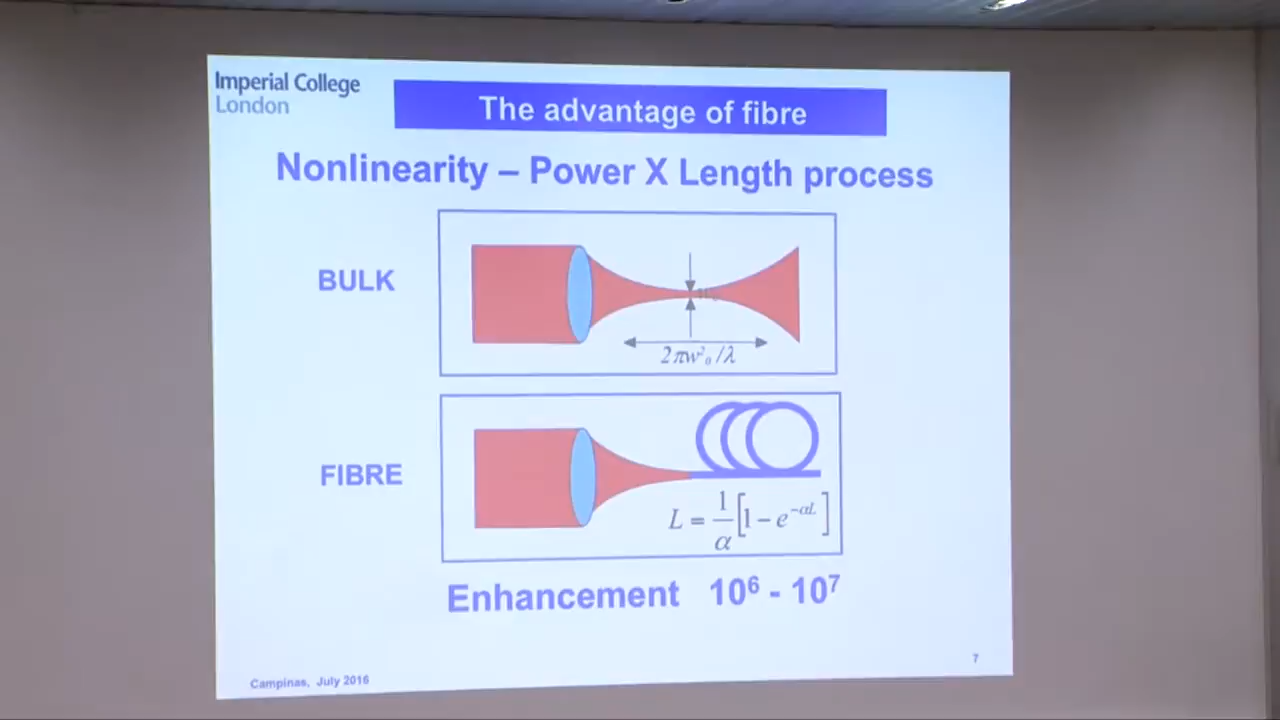 Imperial College
London
The advantage of fibre
Nonlinearity – Power X Length process
BULK
2πw²₀/λ
FIBRE
L = 1/α [1 − e^−αL]
Enhancement 10⁶ - 10⁷
7
Campinas, July 2016